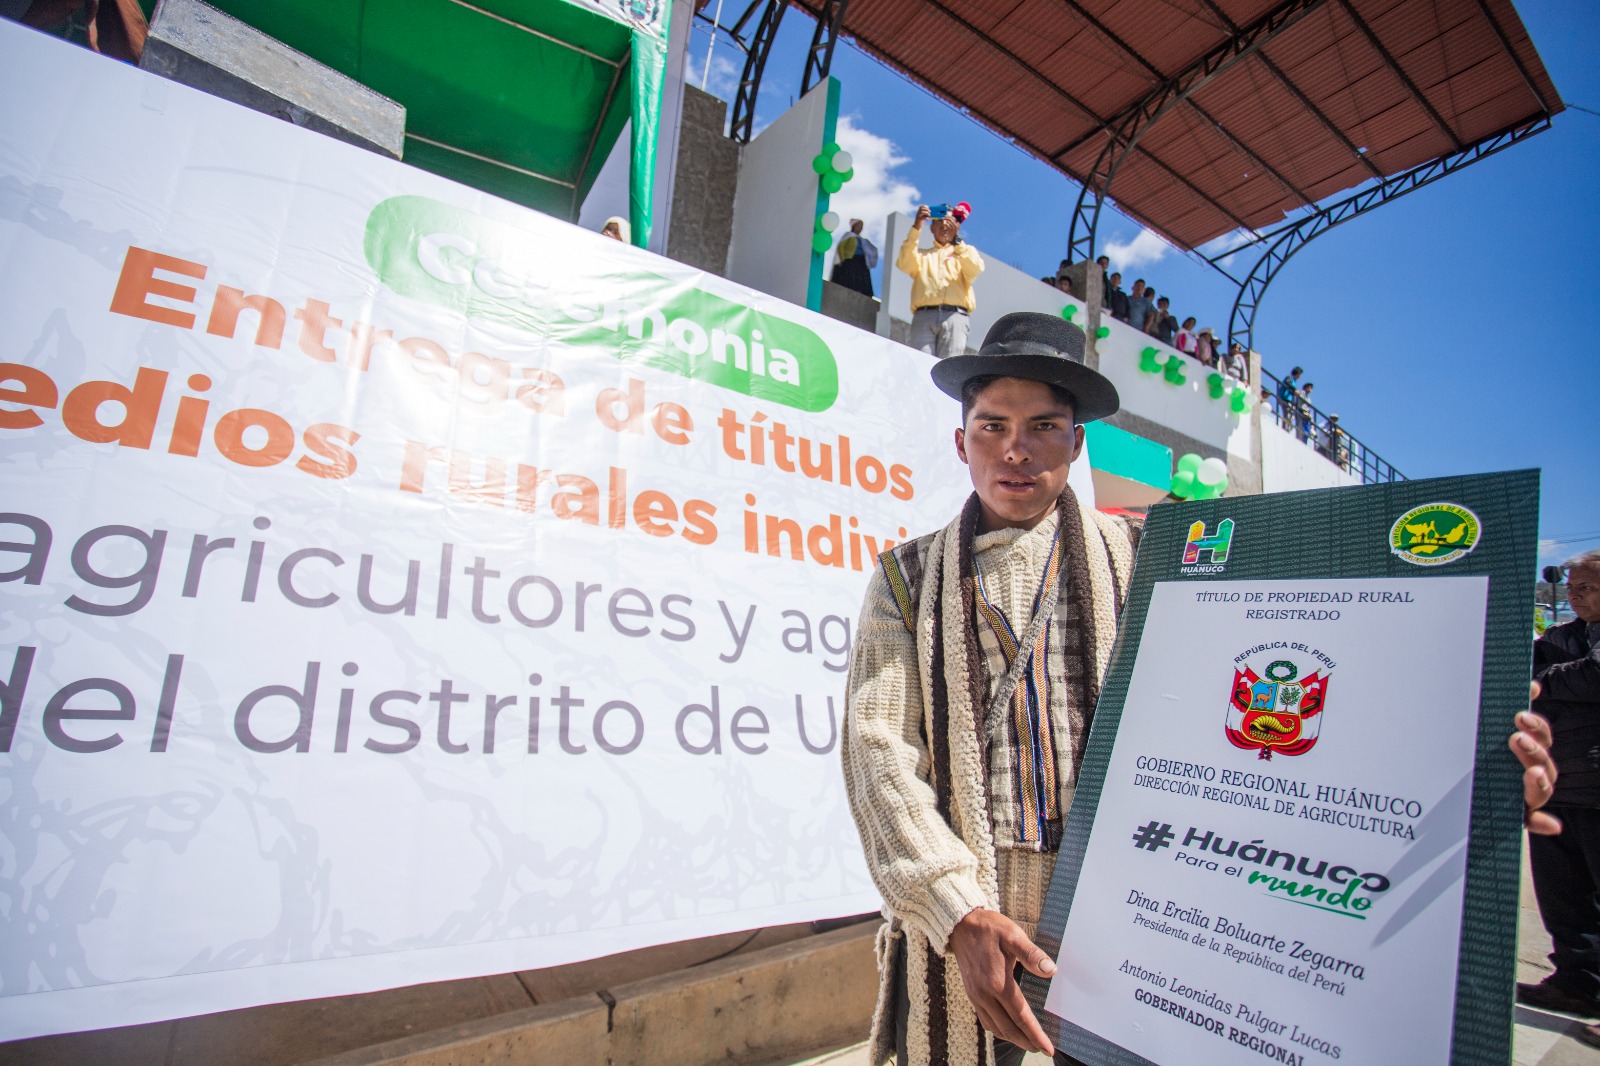 Ceremonia
Entrega de títulos
edios rurales indivi
agricultores y ag
del distrito de U
HUÁNUCO
TÍTULO DE PROPIEDAD RURAL
REGISTRADO
REPÚBLICA DEL PERÚ
GOBIERNO REGIONAL HUÁNUCO
DIRECCIÓN REGIONAL DE AGRICULTURA
#Huánuco
Para el mundo
Dina Ercilia Boluarte Zegarra
Presidenta de la República del Perú
Antonio Leonidas Pulgar Lucas
GOBERNADOR REGIONAL